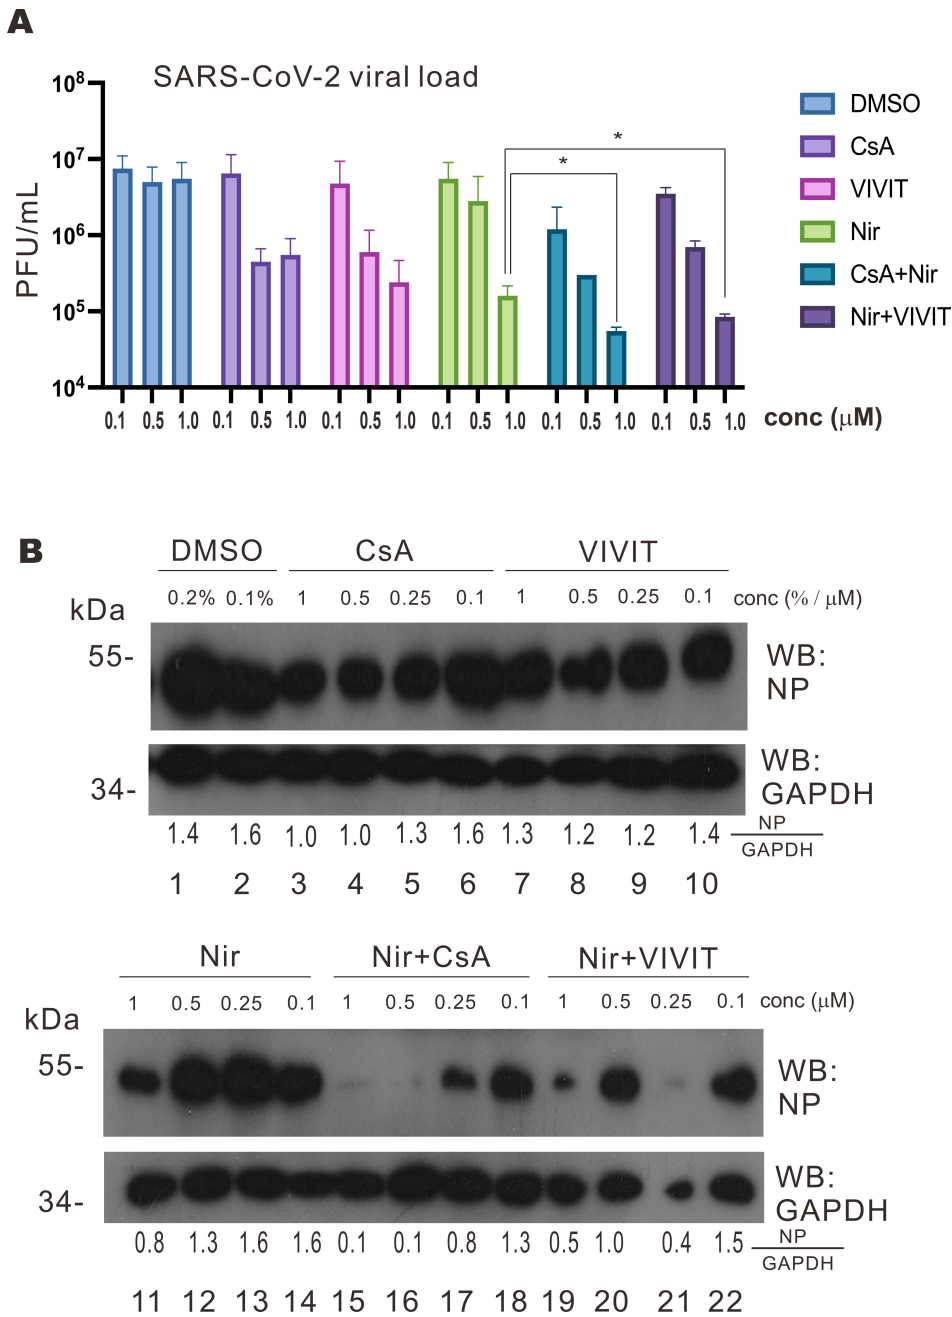 A
SARS-CoV-2 viral load
PFU/mL
10⁸
10⁷
10⁶
10⁵
10⁴
*
*
DMSO
CsA
VIVIT
Nir
CsA+Nir
Nir+VIVIT
0.1 0.5 1.0 0.1 0.5 1.0 0.1 0.5 1.0 0.1 0.5 1.0 0.1 0.5 1.0 0.1 0.5 1.0 conc (μM)
B
DMSO CsA VIVIT
0.2% 0.1% 1 0.5 0.25 0.1 1 0.5 0.25 0.1 conc (% / μM)
kDa
55-
WB:
NP
34-
WB:
GAPDH
1.4 1.6 1.0 1.0 1.3 1.6 1.3 1.2 1.2 1.4 NP
GAPDH
1 2 3 4 5 6 7 8 9 10
Nir Nir+CsA Nir+VIVIT
1 0.5 0.25 0.1 1 0.5 0.25 0.1 1 0.5 0.25 0.1 conc (μM)
kDa
55-
WB:
NP
34-
WB:
GAPDH
0.8 1.3 1.6 1.6 0.1 0.1 0.8 1.3 0.5 1.0 0.4 1.5 NP
GAPDH
11 12 13 14 15 16 17 18 19 20 21 22